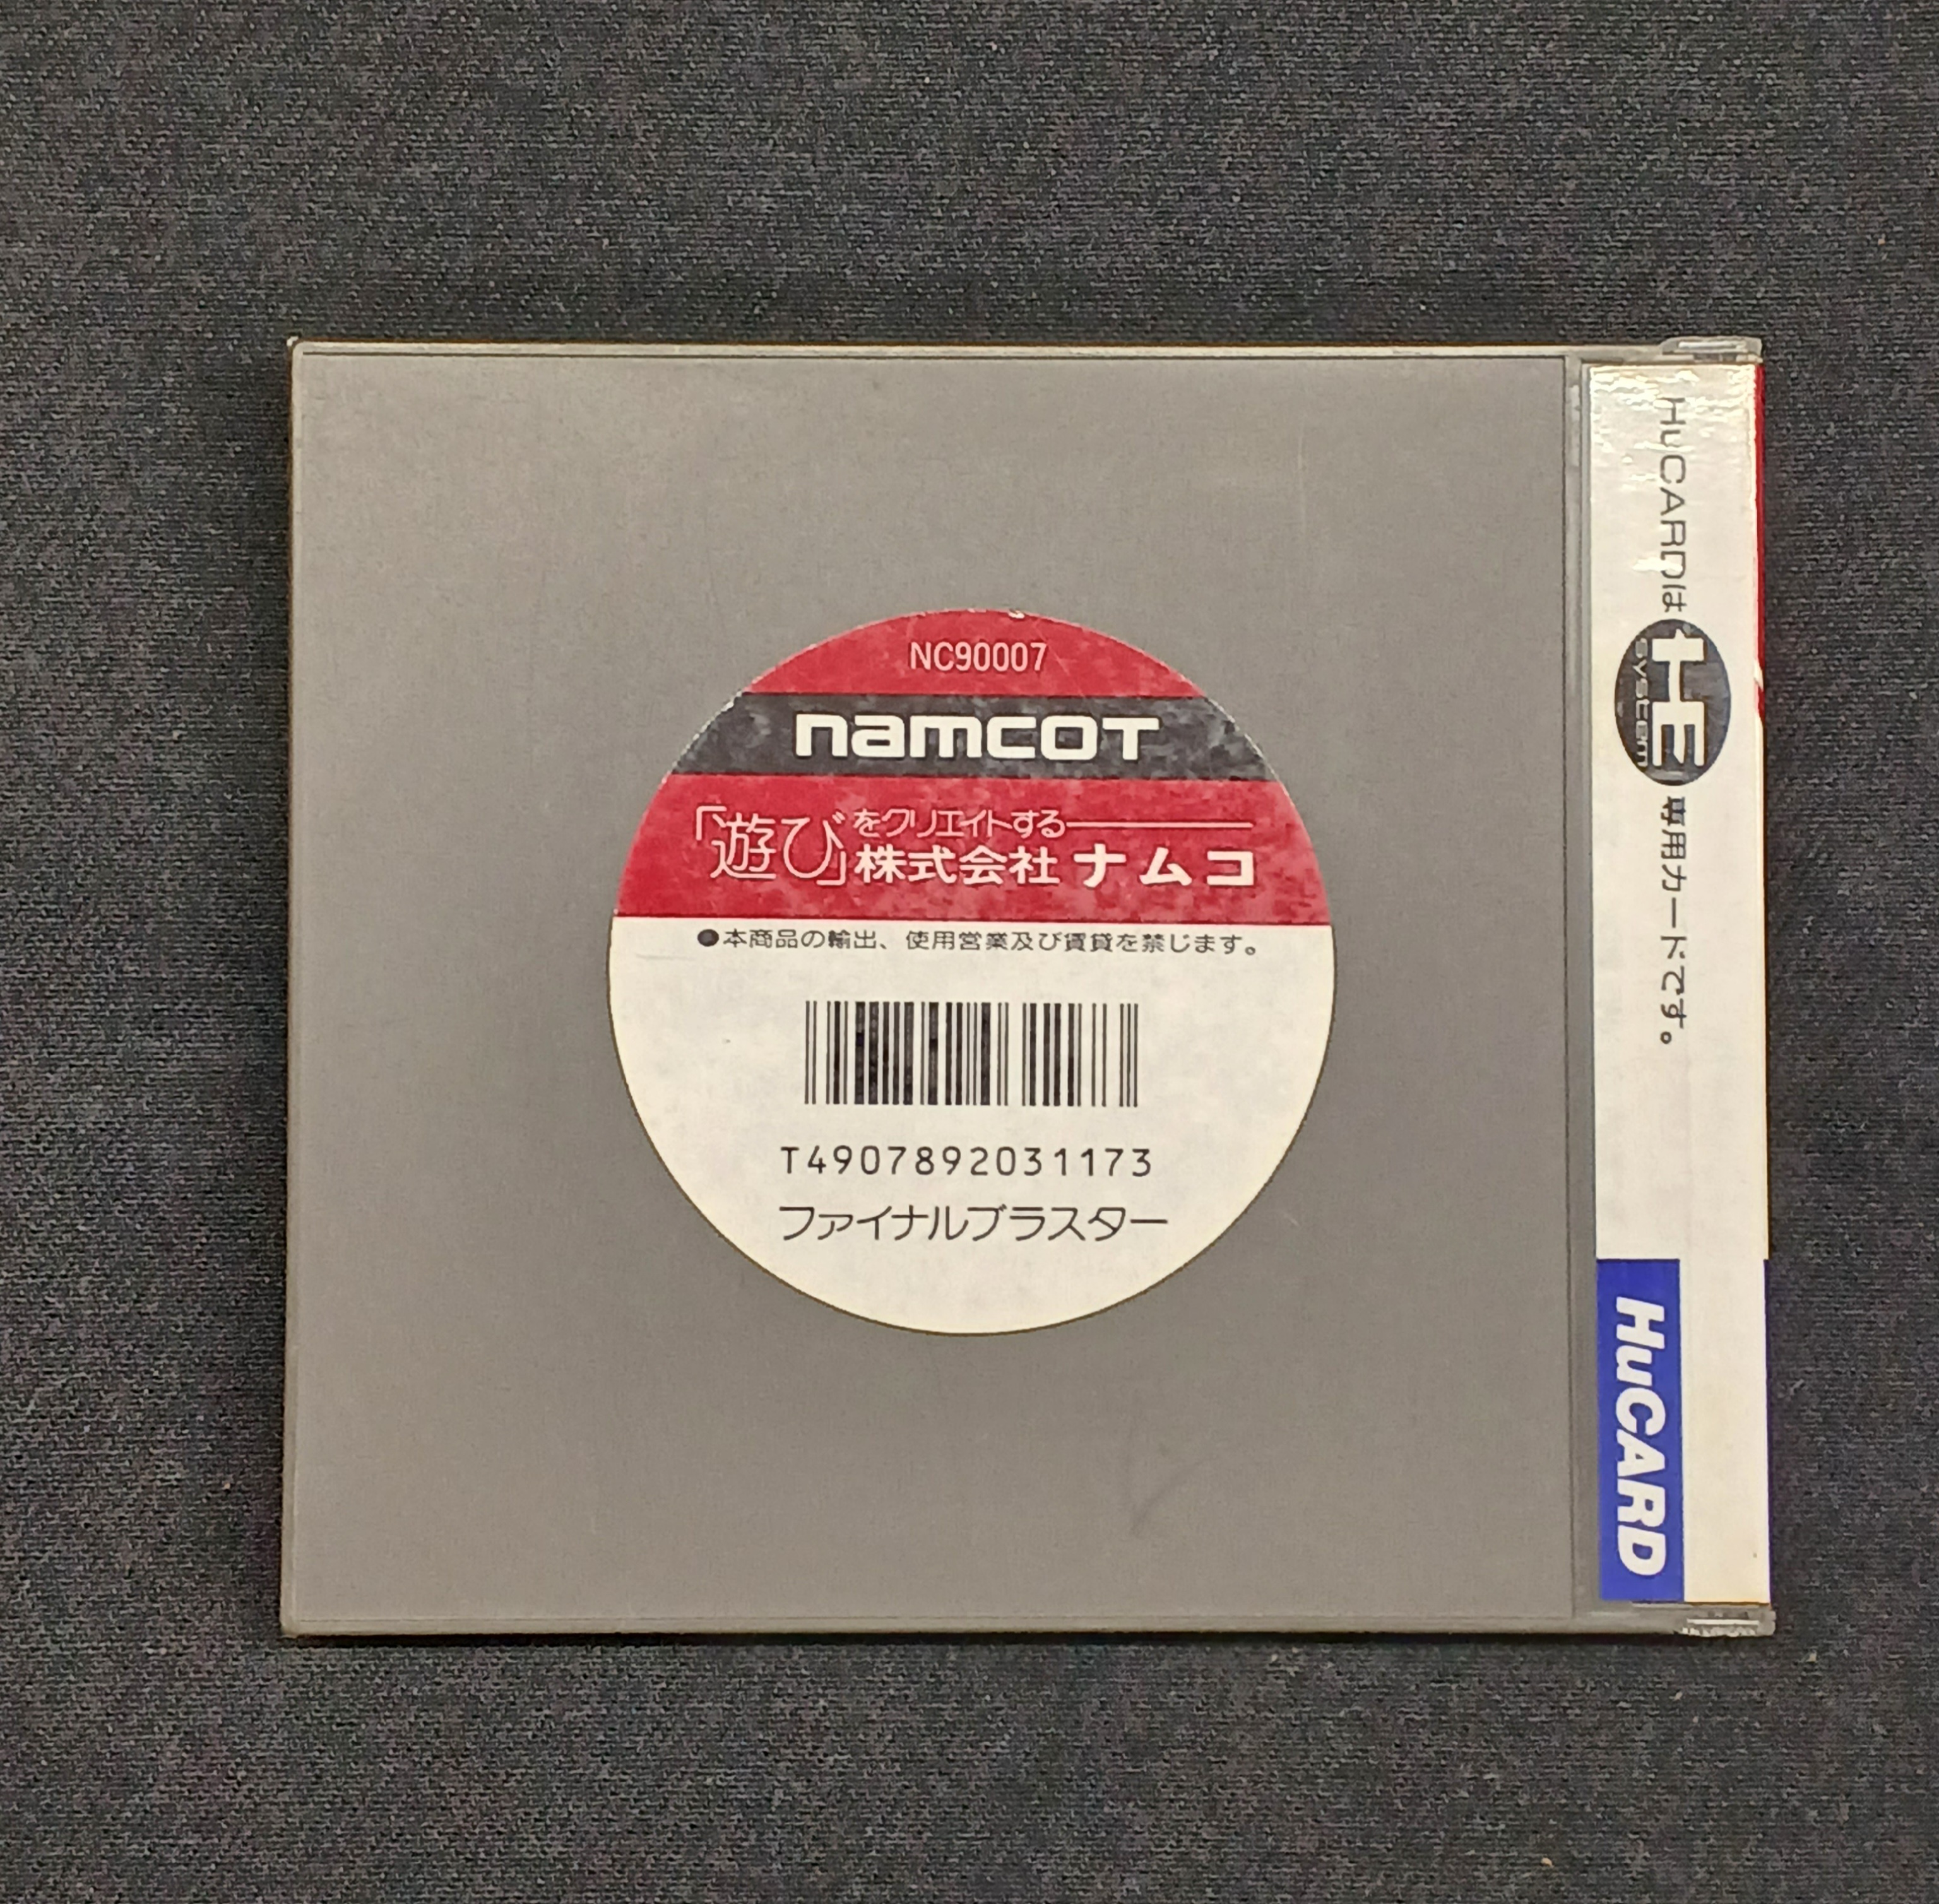 NC90007
namcot
「遊び」をクリエイトする
株式会社ナムコ
●本商品の輸出、使用営業及び賃貸を禁じます。
T4907892031173
ファイナルブラスター
HuCARDは HE system 専用カードです。
HuCARD